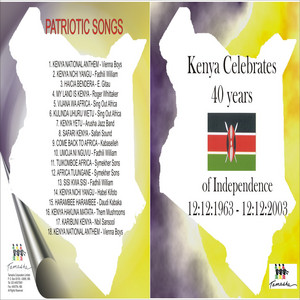 PATRIOTIC SONGS
1. KENYA NATIONAL ANTHEM - Vienna Boys
2. KENYA NCHI YANGU - Fadhili William
3. HAICIA BENDERA - E. Gitau
4. MY LAND IS KENYA - Roger Whittaker
5. VIJANA WA AFRICA - Sing Out Africa
6. KULINDA UHURU WETU - Sing Out Africa
7. KENYA YETU - Arusha Jazz Band
8. SAFARI KENYA - Safari Sound
9. COME BACK TO AFRICA - Kabaselleh
10. UMOJA NI NGUVU - Fadhili William
11. TUIKOMBOE AFRICA - Symekher Sons
12. AFRICA TUUNGANE - Symekher Sons
13. SISI KWA SISI - Fadhili William
14. KENYA NCHI YANGU - Habel Kifoto
15. HARAMBEE HARAMBEE - Daudi Kabaka
16. KENYA HAKUNA MATATA - Them Mushrooms
17. KARIBUNI KENYA - Nbil Sansool
18. KENYA NATIONAL ANTHEM - Vienna Boys
Tamasha
Kenya Celebrates
40 years
of Independence
12:12:1963 - 12:12:2003
Tamasha